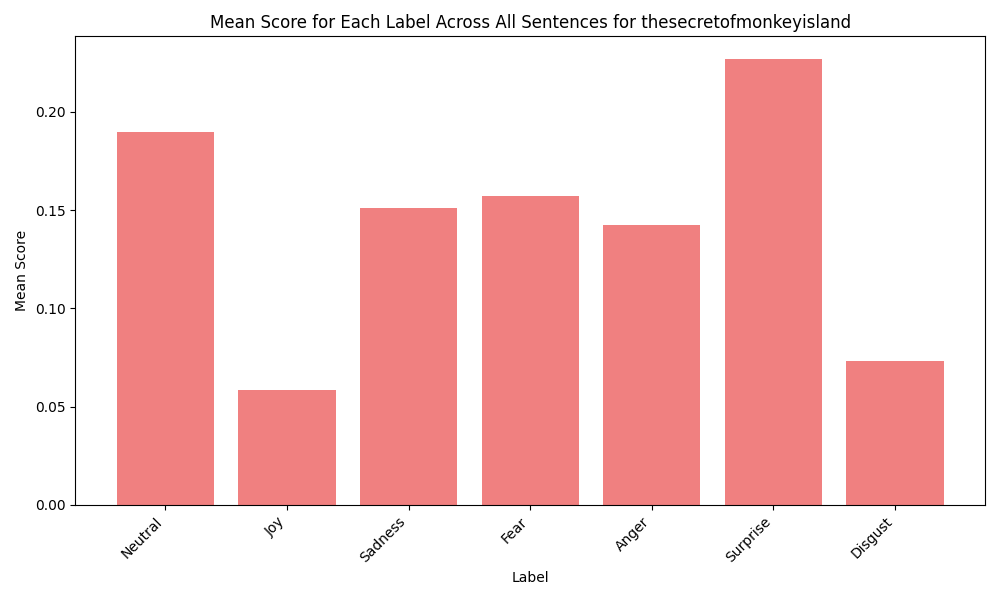 Mean Score for Each Label Across All Sentences for thesecretofmonkeyisland
Mean Score
0.20
0.15
0.10
0.05
0.00
Neutral
Joy
Sadness
Fear
Anger
Surprise
Disgust
Label